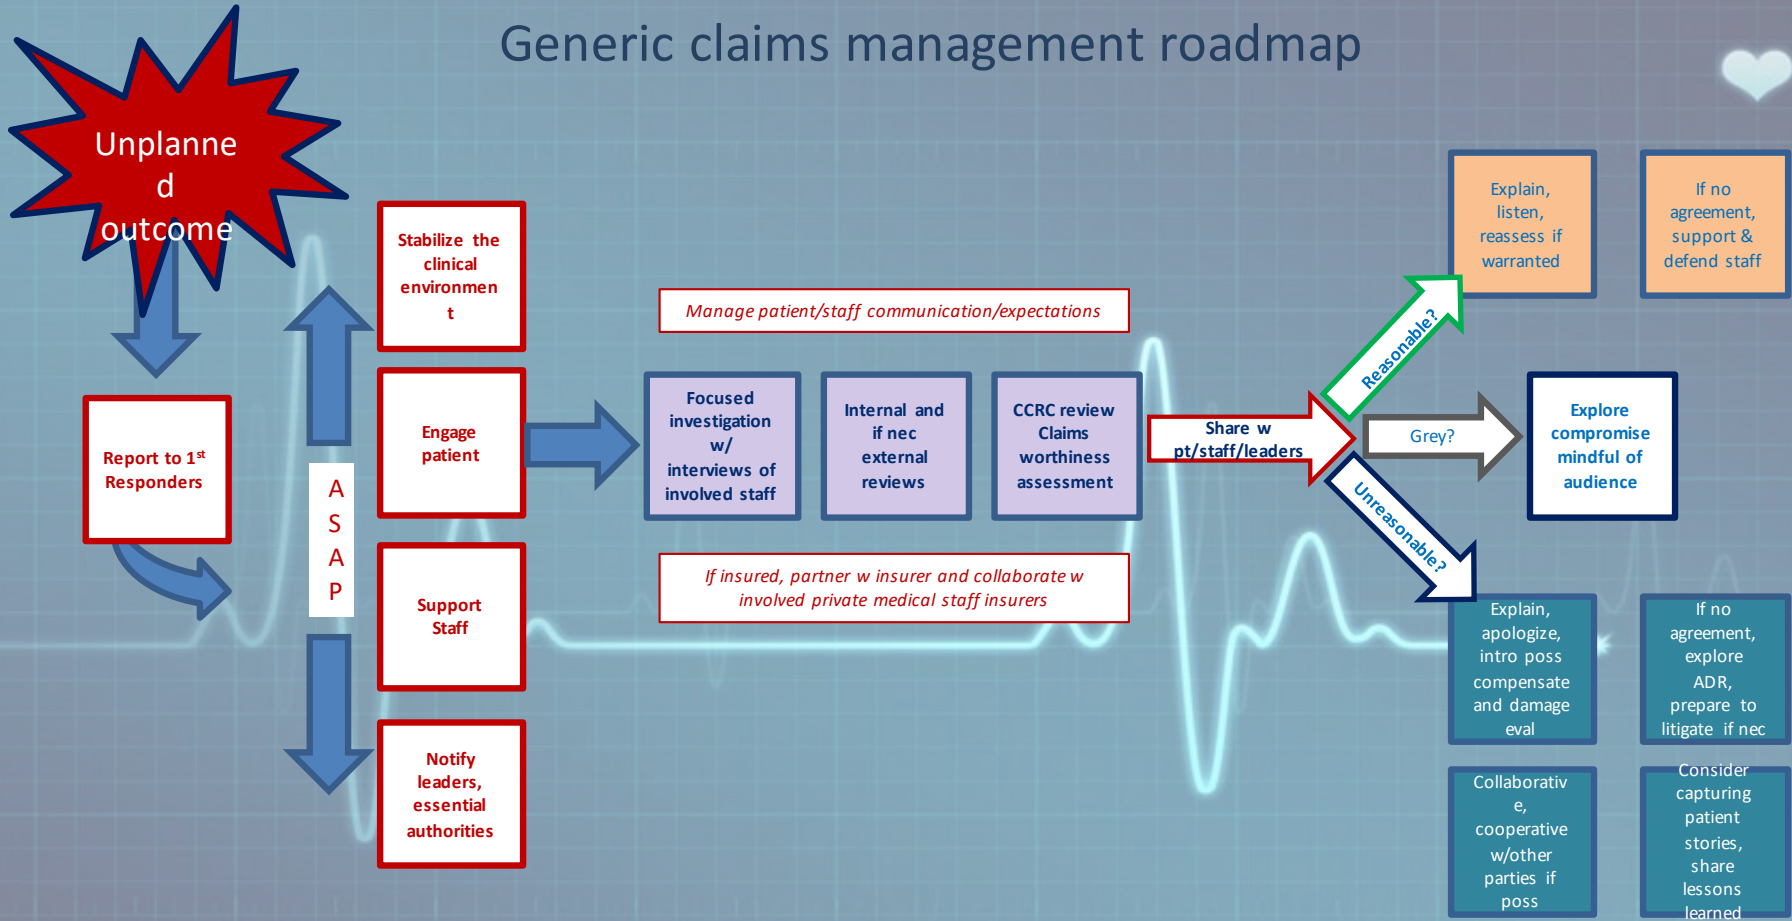 Generic claims management roadmap
Unplanne
d
outcome
Report to 1st
Responders
A
S
A
P
Stabilize the
clinical
environmen
t
Engage
patient
Support
Staff
Notify
leaders,
essential
authorities
Manage patient/staff communication/expectations
Focused
investigation
w/
interviews of
involved staff
Internal and
if nec
external
reviews
CCRC review
Claims
worthiness
assessment
If insured, partner w insurer and collaborate w
involved private medical staff insurers
Share w
pt/staff/leaders
Reasonable?
Grey?
Unreasonable?
Explain,
listen,
reassess if
warranted
If no
agreement,
support &
defend staff
Explore
compromise
mindful of
audience
Explain,
apologize,
intro poss
compensate
and damage
eval
If no
agreement,
explore
ADR,
prepare to
litigate if nec
Collaborativ
e,
cooperative
w/other
parties if
poss
Consider
capturing
patient
stories,
share
lessons
learned